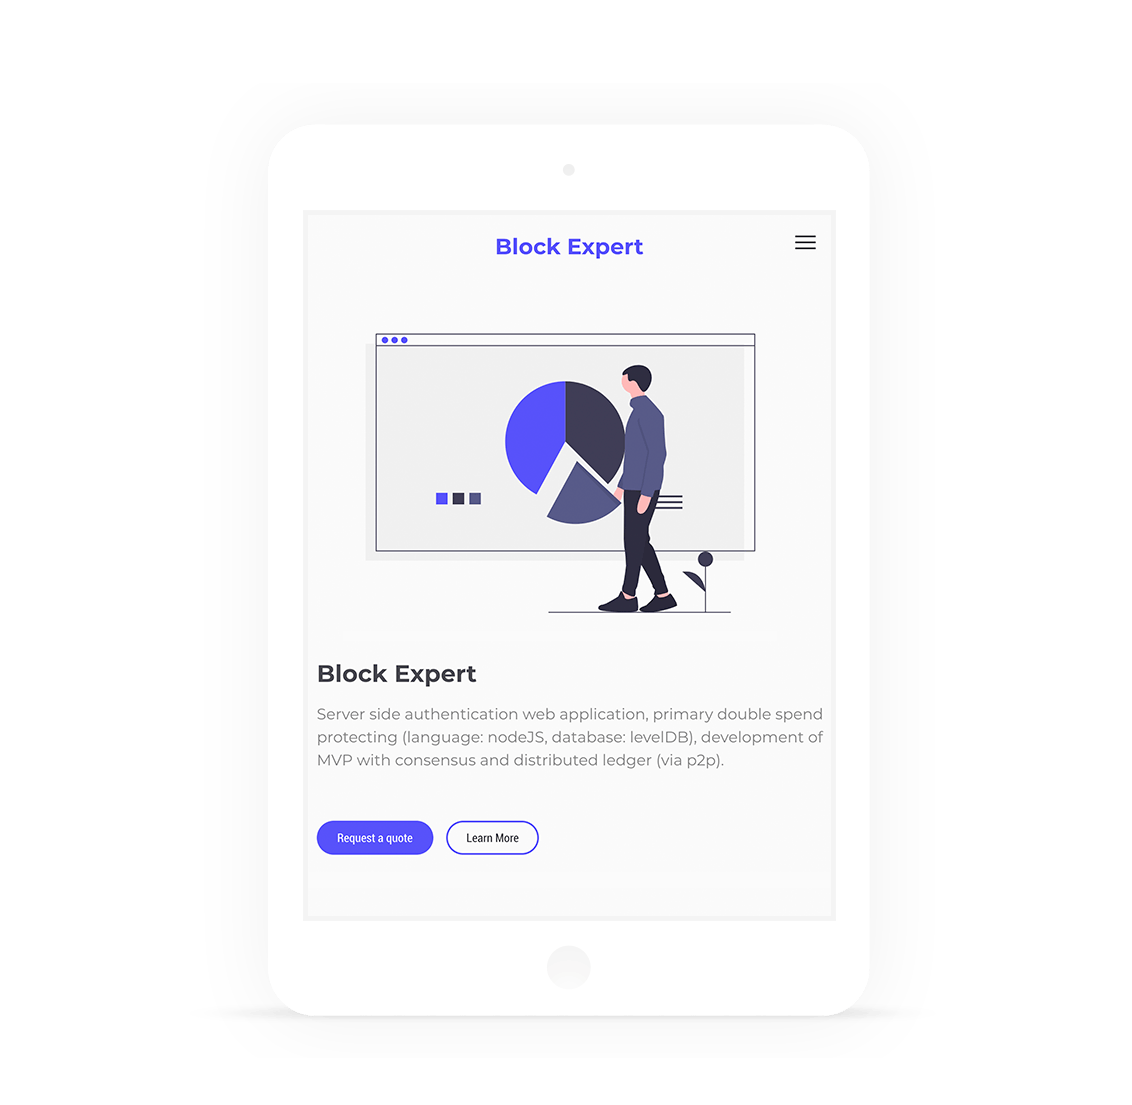 Block Expert
Block Expert
Server side authentication web application, primary double spend
protecting (language: nodeJS, database: levelDB), development of
MVP with consensus and distributed ledger (via p2p).
Request a quote
Learn More